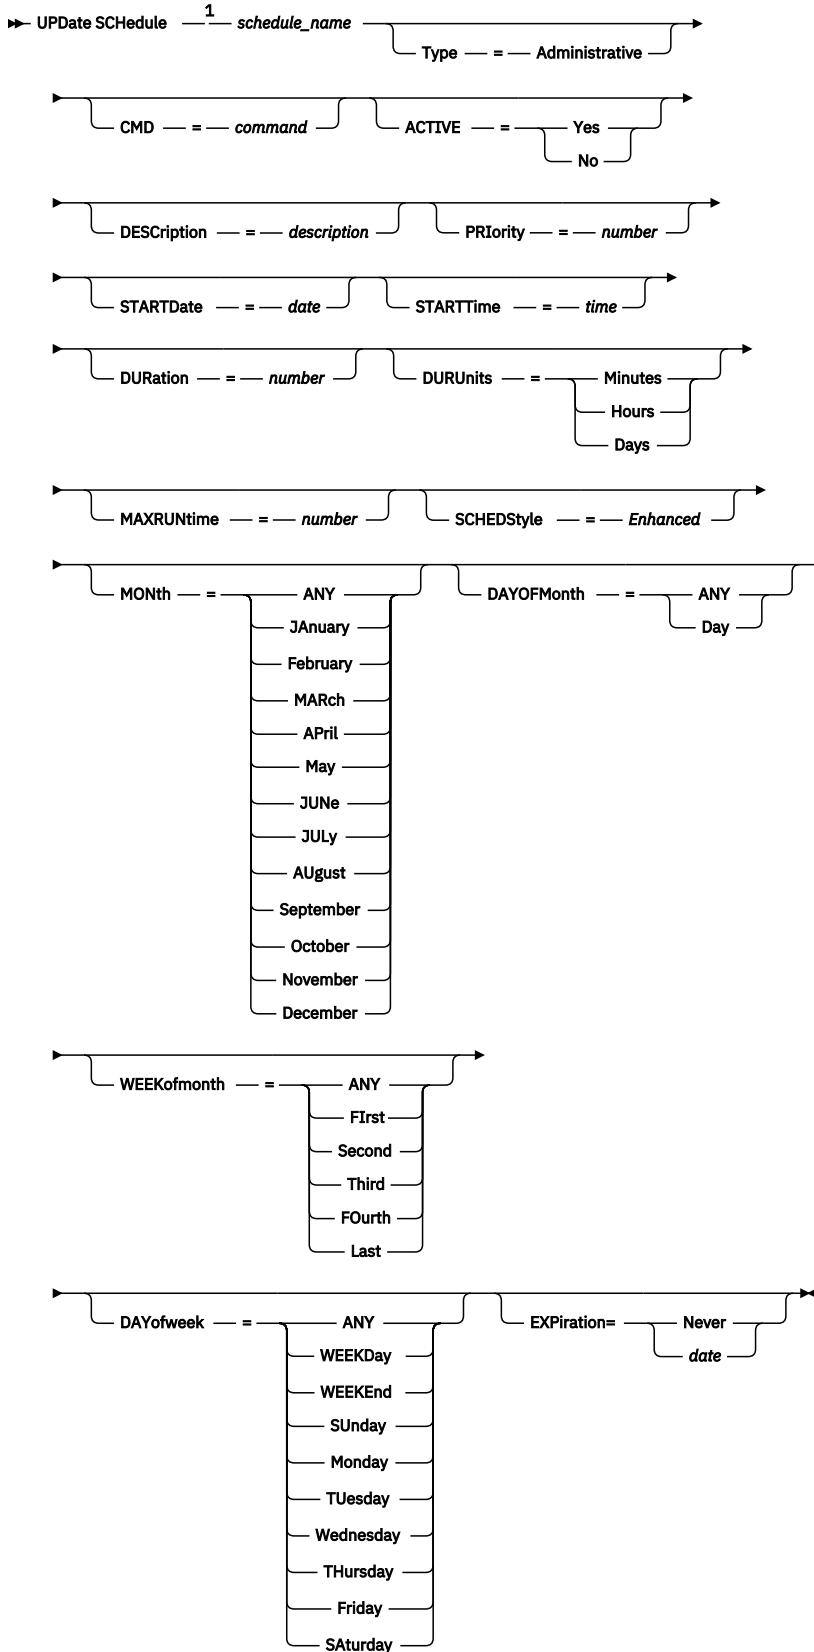 1
UPDate SCHedule schedule_name
Type = Administrative
CMD = command ACTIVE = Yes
No
DESCription = description PRIority = number
STARTDate = date STARTTime = time
DURation = number DURUnits = Minutes
Hours
Days
MAXRUNtime = number SCHEDStyle = Enhanced
MONth = ANY DAYOFMonth = ANY
JAnuary Day
February
MARch
APril
May
JUNe
JULy
AUgust
September
October
November
December
WEEKofmonth = ANY
FIrst
Second
Third
FOurth
Last
DAYofweek = ANY EXPiration= Never
WEEKDay date
WEEKEnd
SUnday
Monday
TUesday
Wednesday
THursday
Friday
SAturday